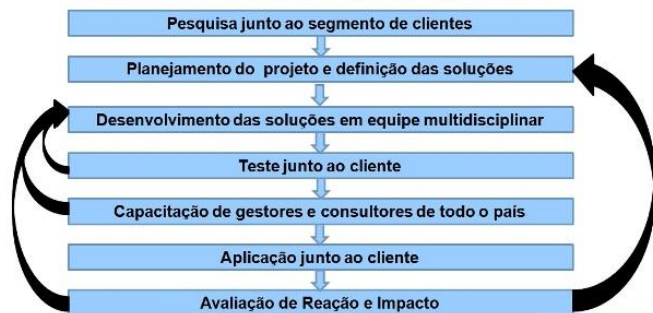 Pesquisa junto ao segmento de clientes
Planejamento do projeto e definição das soluções
Desenvolvimento das soluções em equipe multidisciplinar
Teste junto ao cliente
Capacitação de gestores e consultores de todo o país
Aplicação junto ao cliente
Avaliação de Reação e Impacto